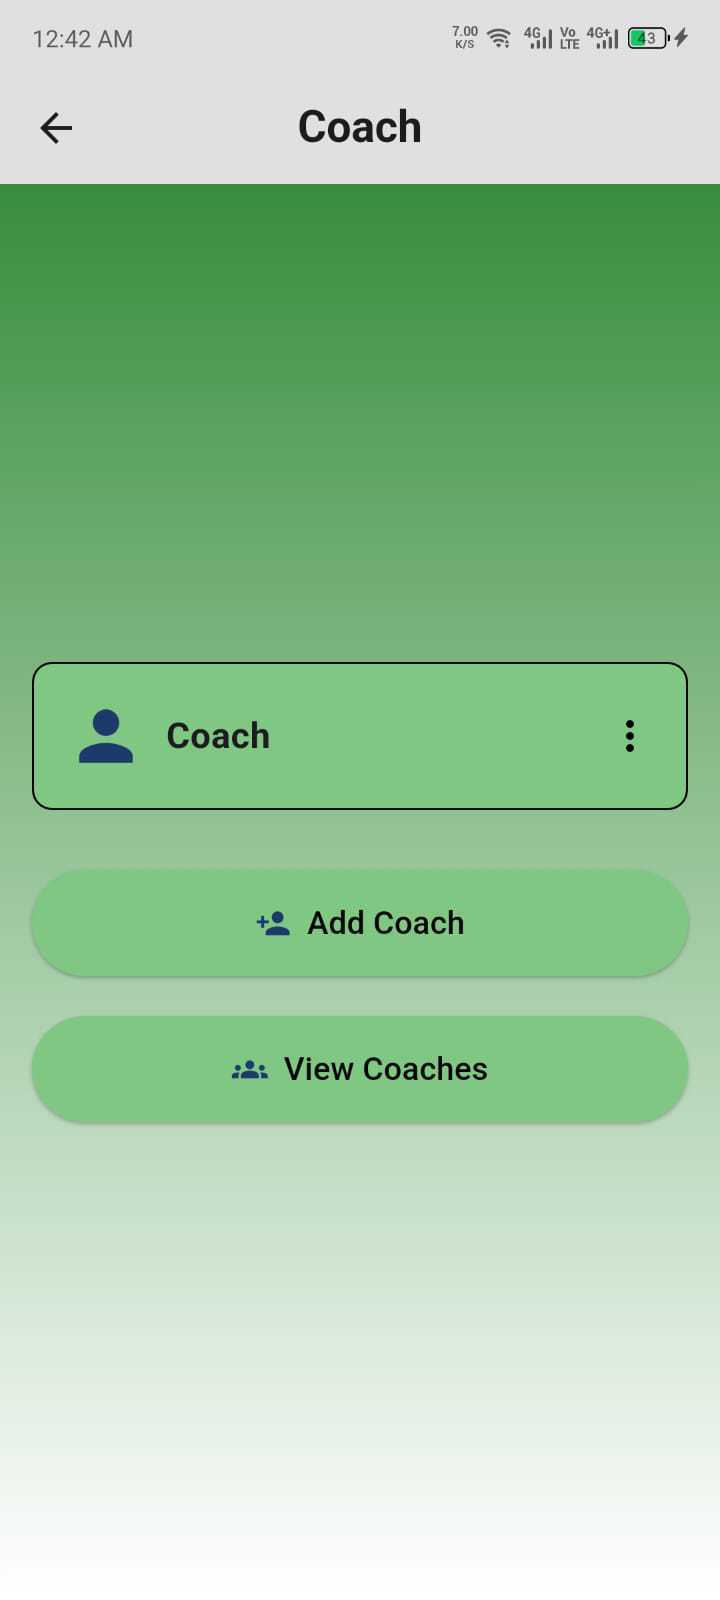 12:42 AM 7.00 K/S 4G Vo LTE 4G+ 43
Coach
Coach
Add Coach
View Coaches